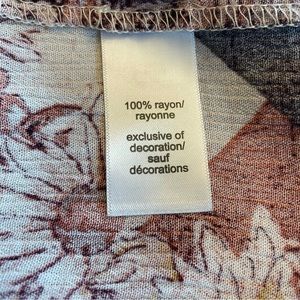 100% rayon/
rayonne
exclusive of
decoration/
sauf
décorations